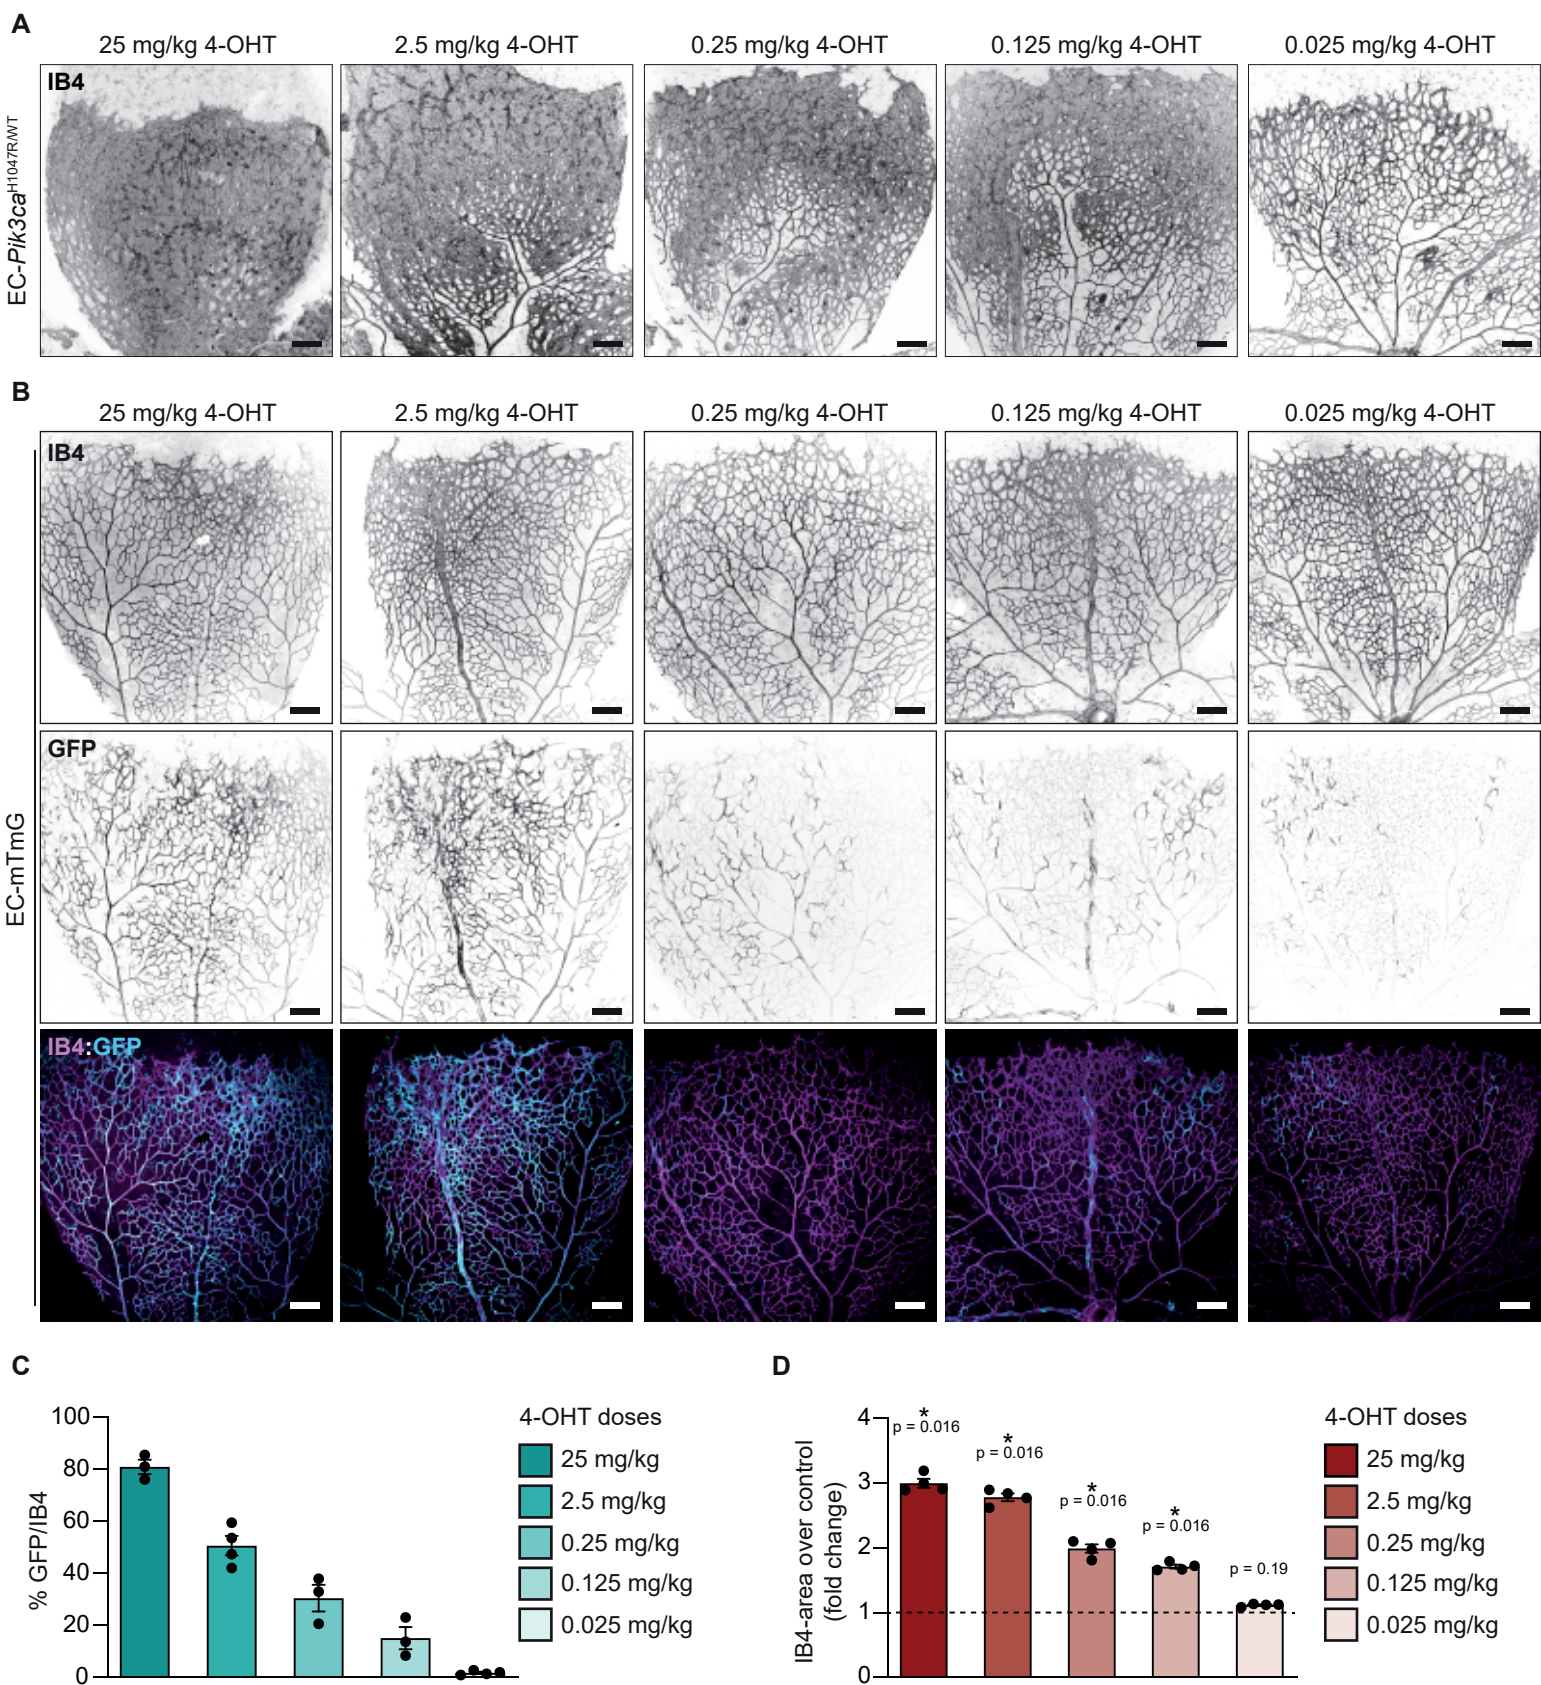 A
25 mg/kg 4-OHT
2.5 mg/kg 4-OHT
0.25 mg/kg 4-OHT
0.125 mg/kg 4-OHT
0.025 mg/kg 4-OHT
IB4
EC-Pik3caH1047R/WT
B
25 mg/kg 4-OHT
2.5 mg/kg 4-OHT
0.25 mg/kg 4-OHT
0.125 mg/kg 4-OHT
0.025 mg/kg 4-OHT
IB4
GFP
IB4:GFP
EC-mTmG
C
% GFP/IB4
100
80
60
40
20
0
4-OHT doses
25 mg/kg
2.5 mg/kg
0.25 mg/kg
0.125 mg/kg
0.025 mg/kg
D
IB4-area over control
(fold change)
4
3
2
1
0
*
p = 0.016
*
p = 0.016
*
p = 0.016
*
p = 0.016
p = 0.19
4-OHT doses
25 mg/kg
2.5 mg/kg
0.25 mg/kg
0.125 mg/kg
0.025 mg/kg